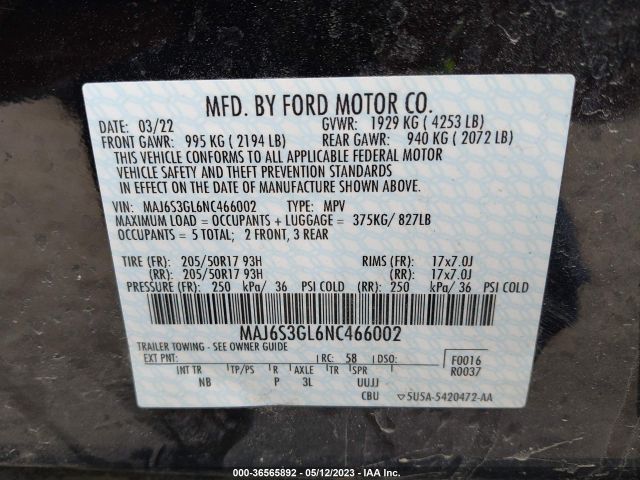 MFD. BY FORD MOTOR CO.
DATE: 03/22 GVWR: 1929 KG ( 4253 LB)
FRONT GAWR: 995 KG ( 2194 LB) REAR GAWR: 940 KG ( 2072 LB)
THIS VEHICLE CONFORMS TO ALL APPLICABLE FEDERAL MOTOR
VEHICLE SAFETY AND THEFT PREVENTION STANDARDS
IN EFFECT ON THE DATE OF MANUFACTURE SHOWN ABOVE.
VIN: MAJ6S3GL6NC466002 TYPE: MPV
MAXIMUM LOAD = OCCUPANTS + LUGGAGE = 375KG/ 827LB
OCCUPANTS = 5 TOTAL; 2 FRONT, 3 REAR
TIRE (FR): 205/50R17 93H RIMS (FR): 17x7.0J
(RR): 205/50R17 93H (RR): 17x7.0J
PRESSURE (FR): 250 kPa/ 36 PSI COLD (RR): 250 kPa/ 36 PSI COLD
MAJ6S3GL6NC466002
TRAILER TOWING - SEE OWNER GUIDE
EXT PNT: RC: 58 DSO: F0016
INT TR TP/PS R AXLE TR SPR R0037
NB P 3L UUJJ
CBU 5US5A-5420472-AA
000-36565892 - 05/12/2023 - IAA Inc.